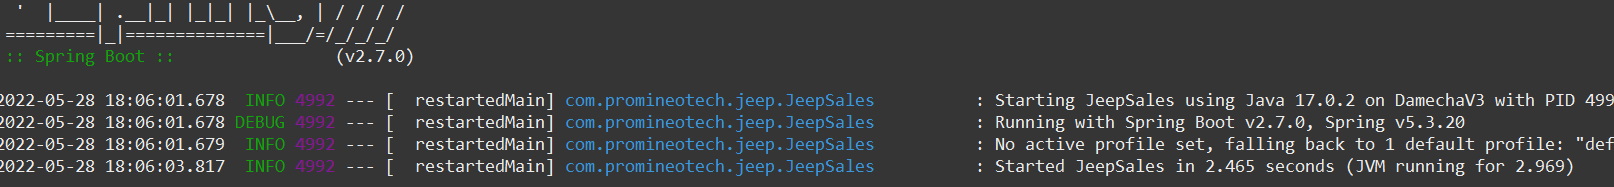 '  |____| .__|_| |_|_| |_\__, | / / / /
 =========|_|==============|___/=/_/_/_/
 :: Spring Boot ::                (v2.7.0)

2022-05-28 18:06:01.678  INFO 4992 --- [  restartedMain] com.promineotech.jeep.JeepSales          : Starting JeepSales using Java 17.0.2 on DamechaV3 with PID 499
2022-05-28 18:06:01.678 DEBUG 4992 --- [  restartedMain] com.promineotech.jeep.JeepSales          : Running with Spring Boot v2.7.0, Spring v5.3.20
2022-05-28 18:06:01.679  INFO 4992 --- [  restartedMain] com.promineotech.jeep.JeepSales          : No active profile set, falling back to 1 default profile: "def
2022-05-28 18:06:03.817  INFO 4992 --- [  restartedMain] com.promineotech.jeep.JeepSales          : Started JeepSales in 2.465 seconds (JVM running for 2.969)